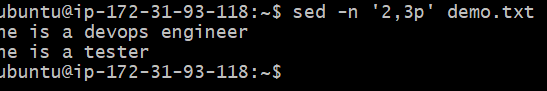 ubuntu@ip-172-31-93-118:~$ sed -n '2,3p' demo.txt
he is a devops engineer
he is a tester
ubuntu@ip-172-31-93-118:~$